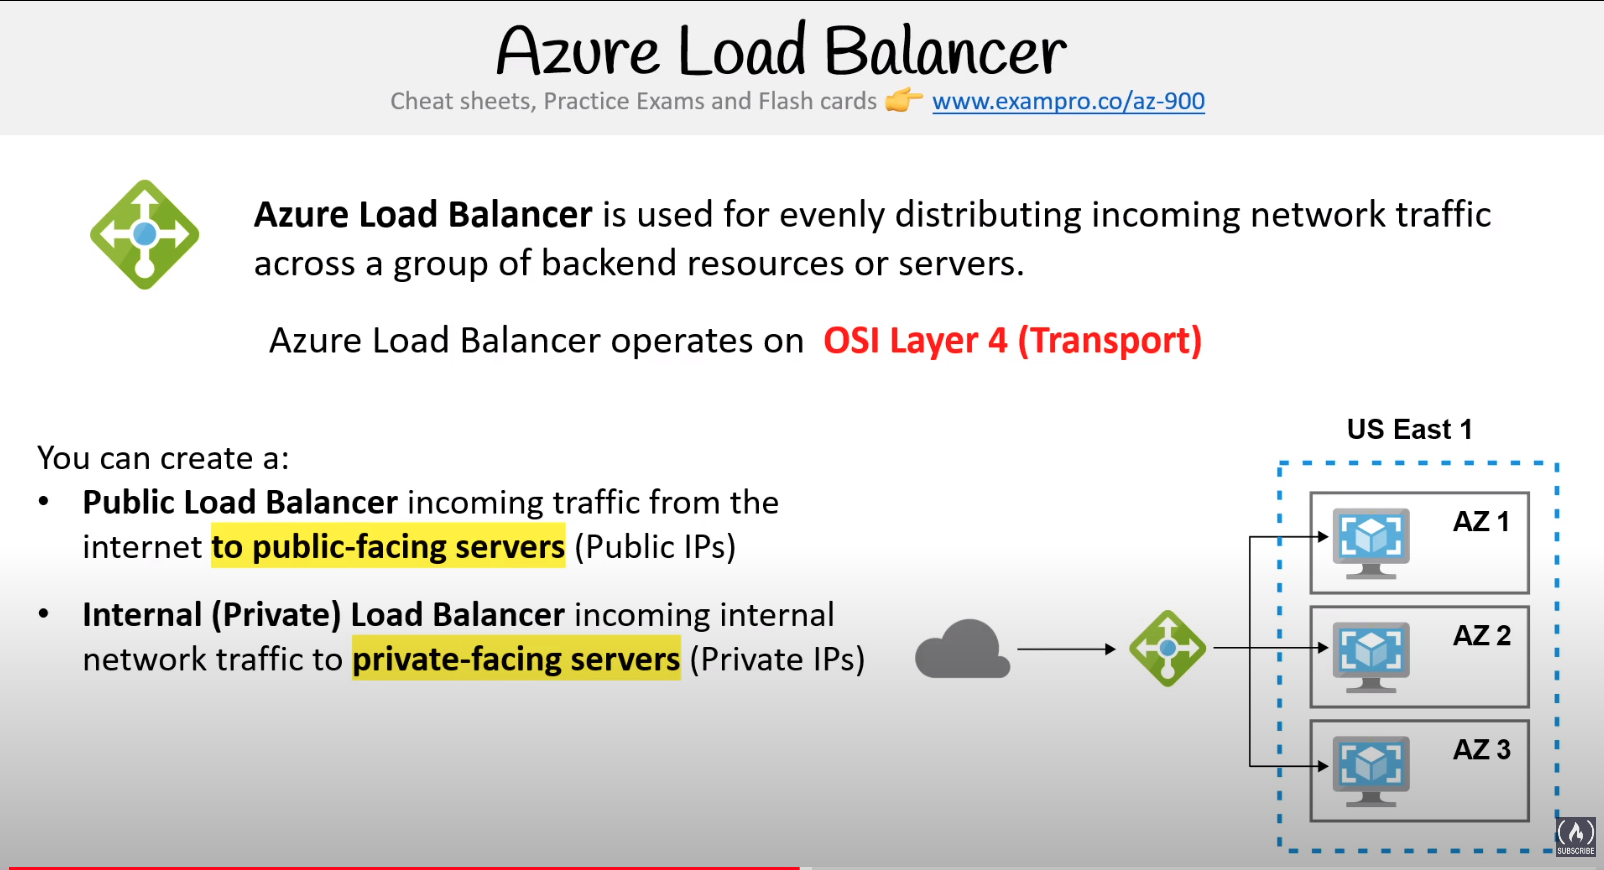 Azure Load Balancer
Cheat sheets, Practice Exams and Flash cards 👉 www.exampro.co/az-900
Azure Load Balancer is used for evenly distributing incoming network traffic
across a group of backend resources or servers.
Azure Load Balancer operates on OSI Layer 4 (Transport)
You can create a:
• Public Load Balancer incoming traffic from the
internet to public-facing servers (Public IPs)
• Internal (Private) Load Balancer incoming internal
network traffic to private-facing servers (Private IPs)
US East 1
AZ 1
AZ 2
AZ 3
SUBSCRIBE